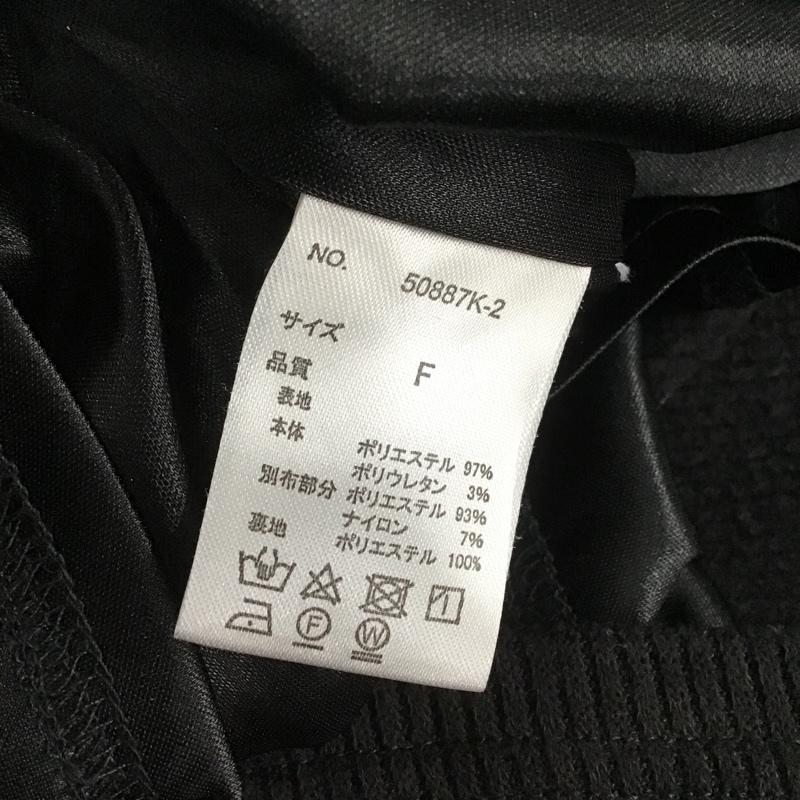 NO. 50887K-2
サイズ
F
品質
表地
本体
ポリエステル 97%
ポリウレタン 3%
別布部分 ポリエステル 93%
ナイロン 7%
裏地 ポリエステル 100%
F
W